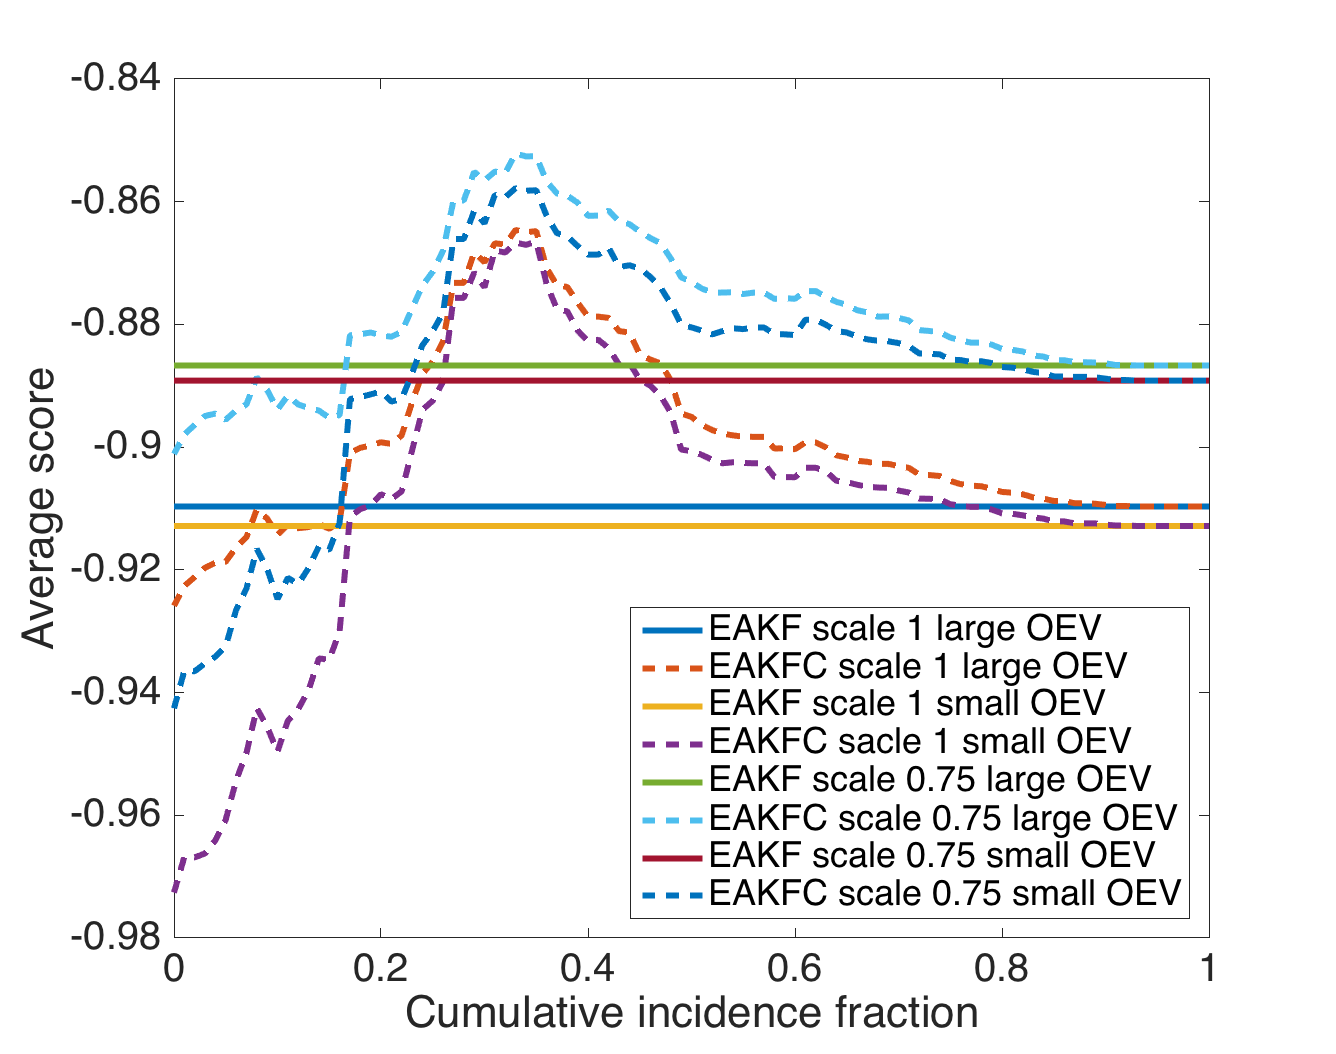 -0.84
-0.86
-0.88
-0.9
-0.92
-0.94
-0.96
-0.98
Average score
EAKF scale 1 large OEV
EAKFC scale 1 large OEV
EAKF scale 1 small OEV
EAKFC sacle 1 small OEV
EAKF scale 0.75 large OEV
EAKFC scale 0.75 large OEV
EAKF scale 0.75 small OEV
EAKFC scale 0.75 small OEV
0 0.2 0.4 0.6 0.8 1
Cumulative incidence fraction